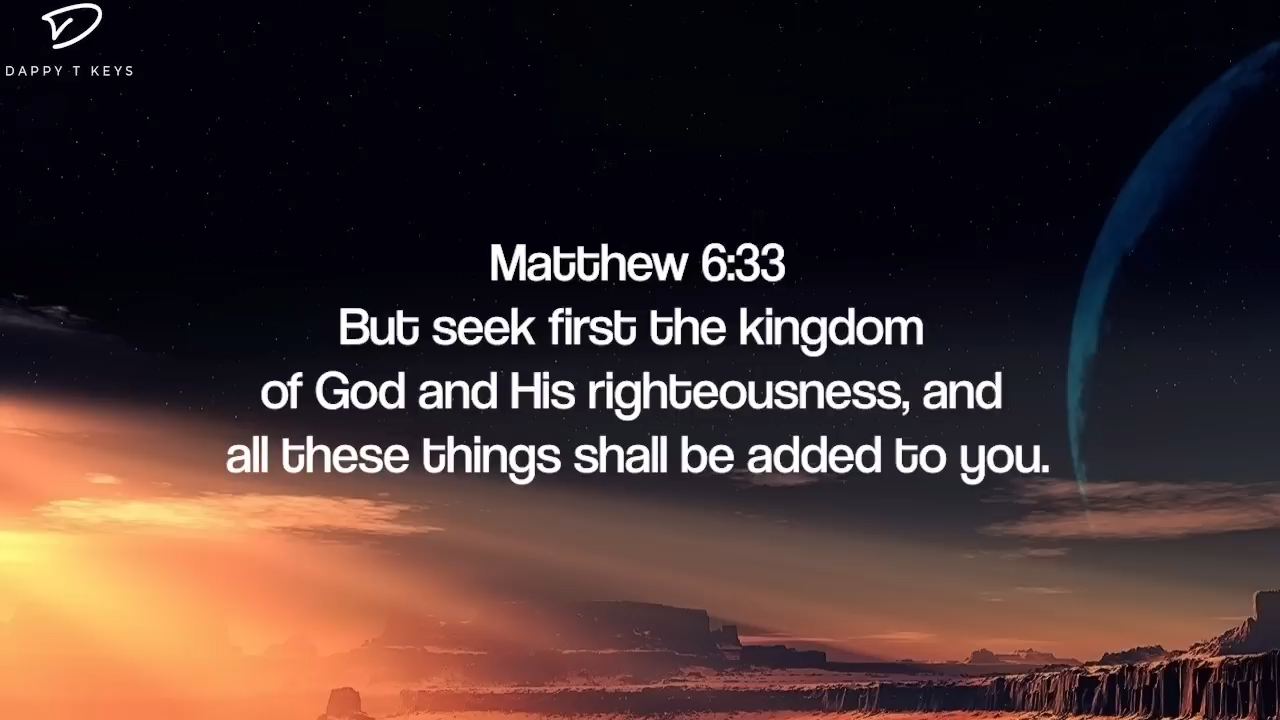 DAPPY T KEYS
Matthew 6:33
But seek first the kingdom
of God and His righteousness, and
all these things shall be added to you.